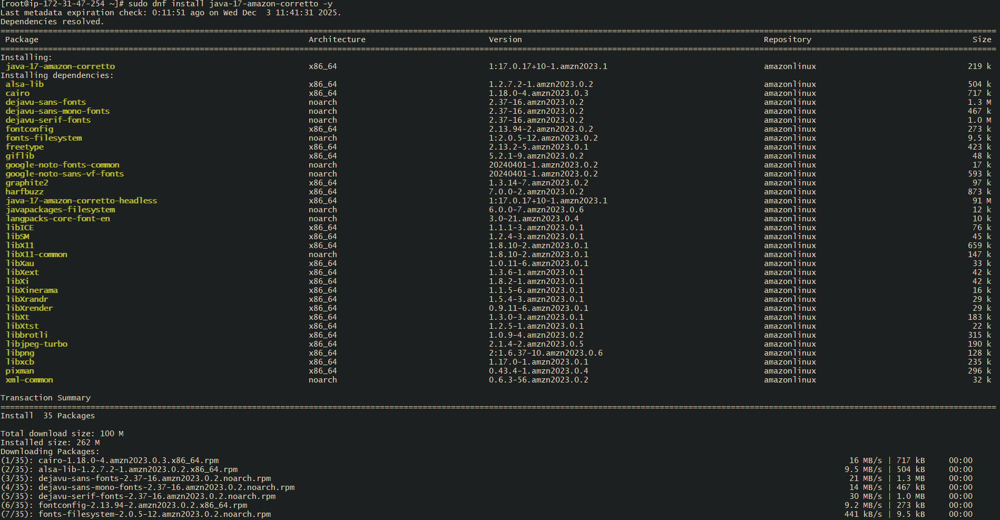 [root@ip-172-31-47-254 ~]# sudo dnf install java-17-amazon-corretto -y
Last metadata expiration check: 0:11:51 ago on Wed Dec  3 11:41:31 2025.
Dependencies resolved.
================================================================================
Package Architecture Version Repository Size
================================================================================
Installing:
java-17-amazon-corretto x86_64 1:17.0.17+10-1.amzn2023.1 amazonlinux 219 k
Installing dependencies:
alsa-lib x86_64 1.2.7.2-1.amzn2023.0.2 amazonlinux 504 k
cairo x86_64 1.18.0-4.amzn2023.0.3 amazonlinux 717 k
dejavu-sans-fonts noarch 2.37-16.amzn2023.0.2 amazonlinux 1.3 M
dejavu-sans-mono-fonts noarch 2.37-16.amzn2023.0.2 amazonlinux 467 k
dejavu-serif-fonts noarch 2.37-16.amzn2023.0.2 amazonlinux 1.0 M
fontconfig x86_64 2.13.94-2.amzn2023.0.2 amazonlinux 273 k
fonts-filesystem noarch 1:2.0.5-12.amzn2023.0.2 amazonlinux 9.5 k
freetype x86_64 2.13.2-5.amzn2023.0.1 amazonlinux 423 k
giflib x86_64 5.2.1-9.amzn2023.0.2 amazonlinux 48 k
google-noto-fonts-common noarch 20240401-1.amzn2023.0.2 amazonlinux 17 k
google-noto-sans-vf-fonts noarch 20240401-1.amzn2023.0.2 amazonlinux 593 k
graphite2 x86_64 1.3.14-7.amzn2023.0.2 amazonlinux 97 k
harfbuzz x86_64 7.0.0-2.amzn2023.0.2 amazonlinux 873 k
java-17-amazon-corretto-headless x86_64 1:17.0.17+10-1.amzn2023.1 amazonlinux 91 M
javapackages-filesystem noarch 6.0.0-7.amzn2023.0.6 amazonlinux 12 k
langpacks-core-font-en noarch 3.0-21.amzn2023.0.4 amazonlinux 10 k
libICE x86_64 1.1.1-3.amzn2023.0.1 amazonlinux 76 k
libSM x86_64 1.2.4-3.amzn2023.0.1 amazonlinux 45 k
libX11 x86_64 1.8.10-2.amzn2023.0.1 amazonlinux 659 k
libX11-common noarch 1.8.10-2.amzn2023.0.1 amazonlinux 147 k
libXau x86_64 1.0.11-6.amzn2023.0.1 amazonlinux 33 k
libXext x86_64 1.3.6-1.amzn2023.0.1 amazonlinux 42 k
libXi x86_64 1.8.2-1.amzn2023.0.1 amazonlinux 42 k
libXinerama x86_64 1.1.5-6.amzn2023.0.1 amazonlinux 16 k
libXrandr x86_64 1.5.4-3.amzn2023.0.1 amazonlinux 29 k
libXrender x86_64 0.9.11-6.amzn2023.0.1 amazonlinux 29 k
libXt x86_64 1.3.0-3.amzn2023.0.1 amazonlinux 183 k
libXtst x86_64 1.2.5-1.amzn2023.0.1 amazonlinux 22 k
libbrotli x86_64 1.0.9-4.amzn2023.0.2 amazonlinux 315 k
libjpeg-turbo x86_64 2.1.4-2.amzn2023.0.5 amazonlinux 190 k
libpng x86_64 2:1.6.37-10.amzn2023.0.6 amazonlinux 128 k
libxcb x86_64 1.17.0-1.amzn2023.0.1 amazonlinux 235 k
pixman x86_64 0.43.4-1.amzn2023.0.4 amazonlinux 296 k
xml-common noarch 0.6.3-56.amzn2023.0.2 amazonlinux 32 k
Transaction Summary
================================================================================
Install  35 Packages
Total download size: 100 M
Installed size: 262 M
Downloading Packages:
(1/35): cairo-1.18.0-4.amzn2023.0.3.x86_64.rpm 16 MB/s | 717 kB 00:00
(2/35): alsa-lib-1.2.7.2-1.amzn2023.0.2.x86_64.rpm 9.5 MB/s | 504 kB 00:00
(3/35): dejavu-sans-fonts-2.37-16.amzn2023.0.2.noarch.rpm 21 MB/s | 1.3 MB 00:00
(4/35): dejavu-sans-mono-fonts-2.37-16.amzn2023.0.2.noarch.rpm 14 MB/s | 467 kB 00:00
(5/35): dejavu-serif-fonts-2.37-16.amzn2023.0.2.noarch.rpm 30 MB/s | 1.0 MB 00:00
(6/35): fontconfig-2.13.94-2.amzn2023.0.2.x86_64.rpm 9.2 MB/s | 273 kB 00:00
(7/35): fonts-filesystem-2.0.5-12.amzn2023.0.2.noarch.rpm 441 kB/s | 9.5 kB 00:00